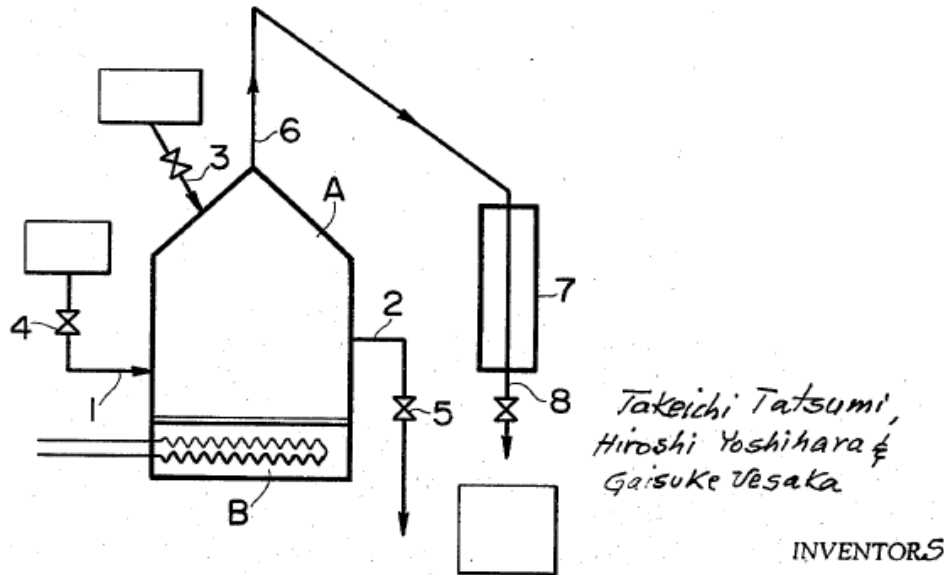 6
3
A
4
2
7
1
5
8
B
Takeichi Tatsumi,
Hiroshi Yoshihara &
Gaisuke Uesaka
INVENTORS